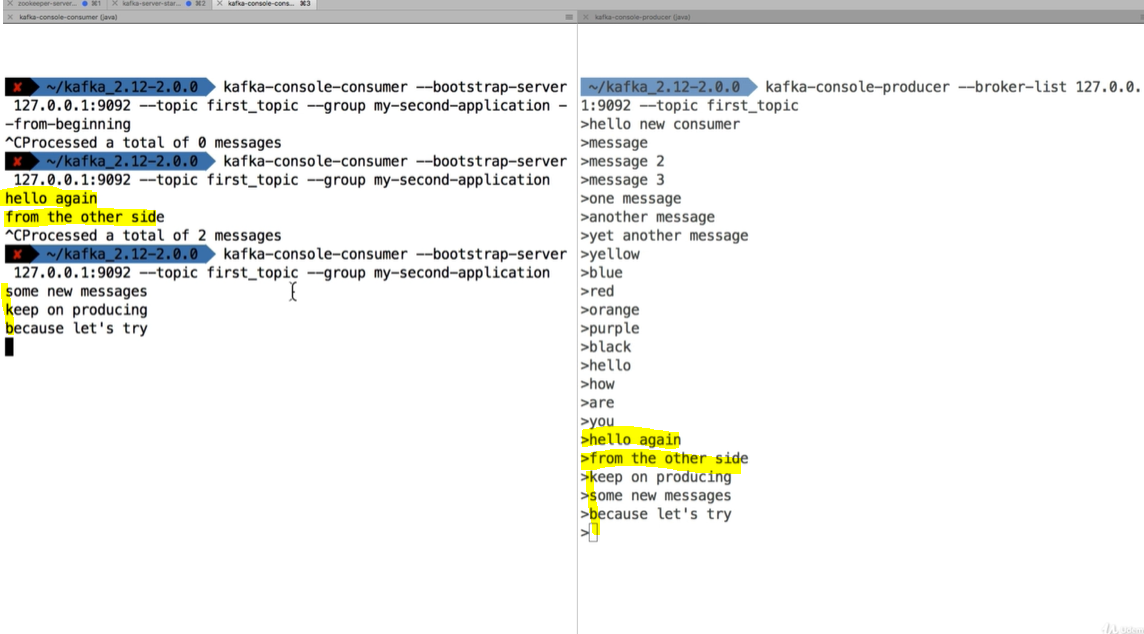 zookeeper-server... ⌘1 kafka-server-star... ⌘2 kafka-console-cons... ⌘3
kafka-console-consumer (java)
✘ ~/kafka_2.12-2.0.0 kafka-console-consumer --bootstrap-server
127.0.0.1:9092 --topic first_topic --group my-second-application -
-from-beginning
^CProcessed a total of 0 messages
✘ ~/kafka_2.12-2.0.0 kafka-console-consumer --bootstrap-server
127.0.0.1:9092 --topic first_topic --group my-second-application
hello again
from the other side
^CProcessed a total of 2 messages
✘ ~/kafka_2.12-2.0.0 kafka-console-consumer --bootstrap-server
127.0.0.1:9092 --topic first_topic --group my-second-application
some new messages
keep on producing
because let's try
kafka-console-producer (java)
~/kafka_2.12-2.0.0 kafka-console-producer --broker-list 127.0.0.
1:9092 --topic first_topic
>hello new consumer
>message
>message 2
>message 3
>one message
>another message
>yet another message
>yellow
>blue
>red
>orange
>purple
>black
>hello
>how
>are
>you
>hello again
>from the other side
>keep on producing
>some new messages
>because let's try
>